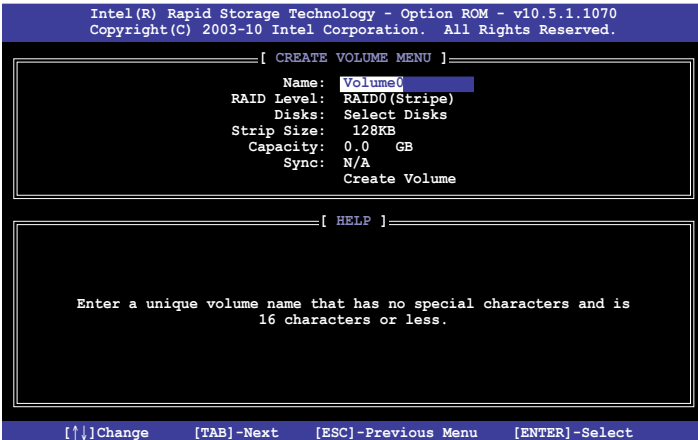 Intel(R) Rapid Storage Technology - Option ROM - v10.5.1.1070
Copyright(C) 2003-10 Intel Corporation.  All Rights Reserved.
[ CREATE VOLUME MENU ]
Name: Volume0
RAID Level: RAID0(Stripe)
Disks: Select Disks
Strip Size: 128KB
Capacity: 0.0 GB
Sync: N/A
Create Volume
[ HELP ]
Enter a unique volume name that has no special characters and is
16 characters or less.
[↑↓]Change [TAB]-Next [ESC]-Previous Menu [ENTER]-Select